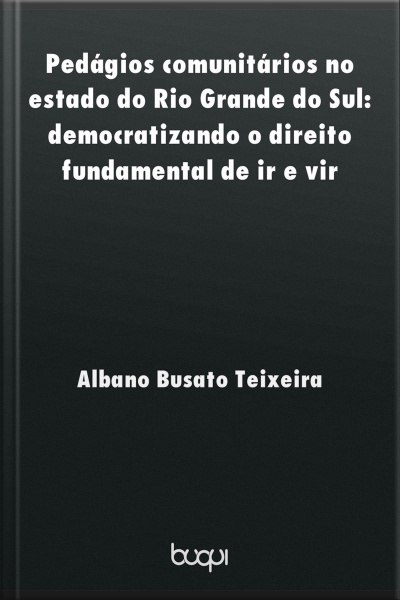 Pedágios comunitários no
estado do Rio Grande do Sul:
democratizando o direito
fundamental de ir e vir
Albano Busato Teixeira
buqui